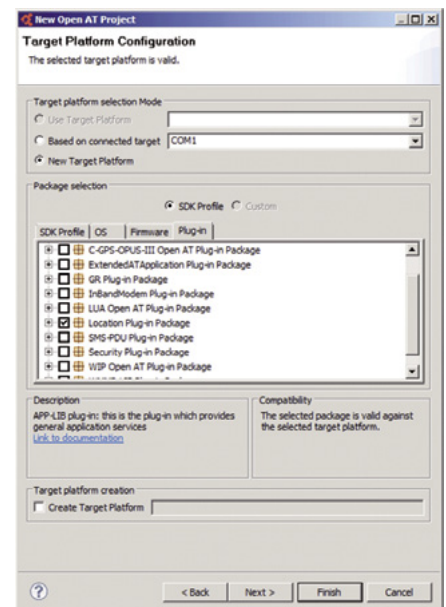 New Open AT Project
Target Platform Configuration
The selected target platform is valid.
Target platform selection Mode
Use Target Platform
Based on connected target COM1
New Target Platform
Package selection
SDK Profile Custom
SDK Profile OS Firmware Plug-in
C-GPS-OPUS-III Open AT Plug-in Package
ExtendedATApplication Plug-in Package
GR Plug-in Package
InBandModem Plug-in Package
LUA Open AT Plug-in Package
Location Plug-in Package
SMS-PDU Plug-in Package
Security Plug-in Package
WIP Open AT Plug-in Package
Description
APP-LIB plug-in: this is the plug-in which provides
general application services
Link to documentation
Compatibility
The selected package is valid against
the selected target platform.
Target platform creation
Create Target Platform
?
< Back Next > Finish Cancel